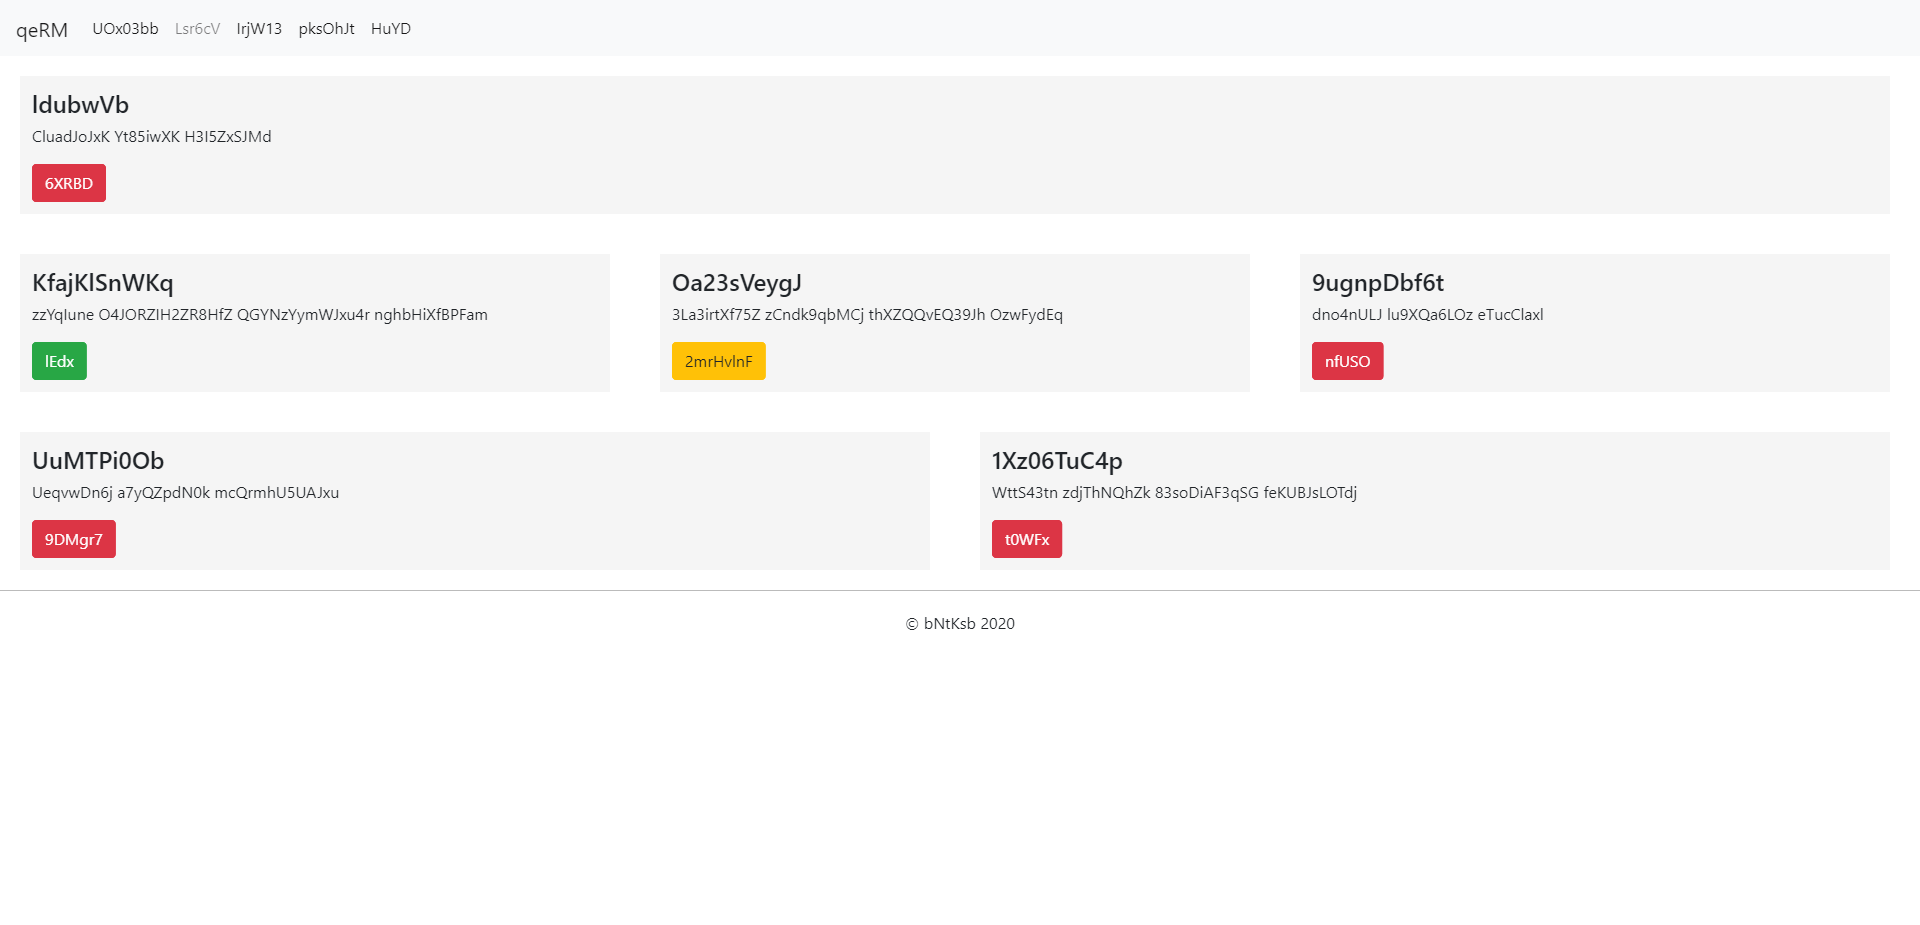 qeRM UOx03bb Lsr6cV IrjW13 pksOhJt HuYD
ldubwVb
CluadJoJxK Yt85iwXK H3I5ZxSJMd
6XRBD
KfajKlSnWKq
zzYqIune O4JORZIH2ZR8HfZ QGYNzYymWJxu4r nghbHiXfBPFam
lEdx
Oa23sVeygJ
3La3irtXf75Z zCndk9qbMCj thXZQQvEQ39Jh OzwFydEq
2mrHvlnF
9ugnpDbf6t
dno4nULJ lu9XQa6LOz eTucClaxl
nfUSO
UuMTPi0Ob
UeqvwDn6j a7yQZpdN0k mcQrmhU5UAJxu
9DMgr7
1Xz06TuC4p
WttS43tn zdjThNQhZk 83soDiAF3qSG feKUBJsLOTdj
t0WFx
© bNtKsb 2020